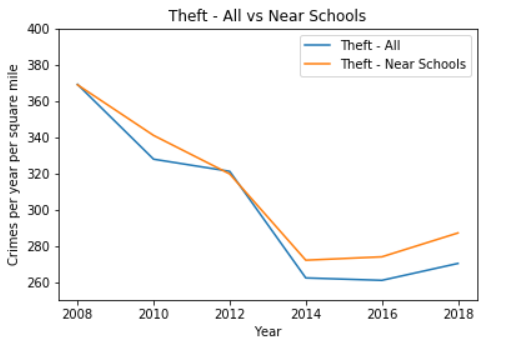 Theft - All vs Near Schools
Theft - All
Theft - Near Schools
Crimes per year per square mile
400
380
360
340
320
300
280
260
2008 2010 2012 2014 2016 2018
Year